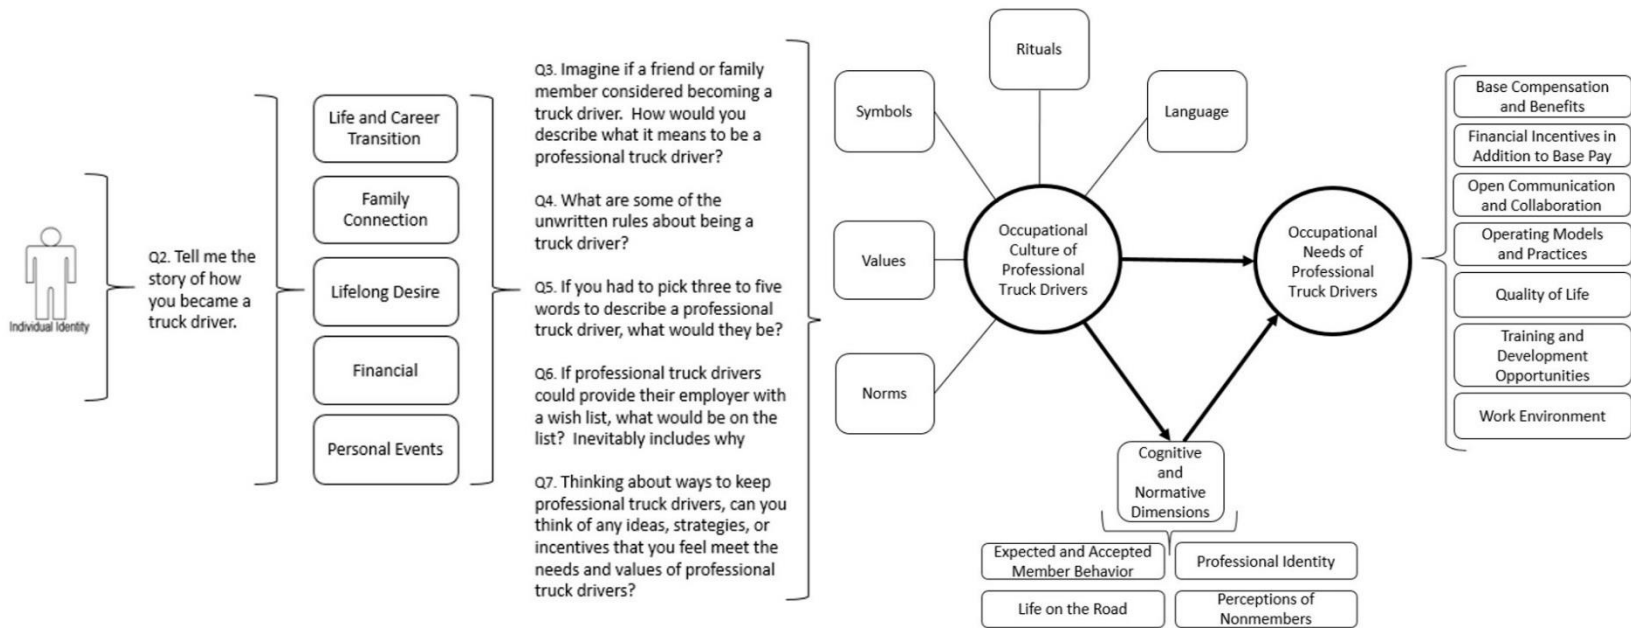 Individual Identity
Q2. Tell me the
story of how
you became a
truck driver.
Life and Career
Transition
Family
Connection
Lifelong Desire
Financial
Personal Events
Q3. Imagine if a friend or family
member considered becoming a
truck driver.  How would you
describe what it means to be a
professional truck driver?
Q4. What are some of the
unwritten rules about being a
truck driver?
Q5. If you had to pick three to five
words to describe a professional
truck driver, what would they be?
Q6. If professional truck drivers
could provide their employer with
a wish list, what would be on the
list?  Inevitably includes why
Q7. Thinking about ways to keep
professional truck drivers, can you
think of any ideas, strategies, or
incentives that you feel meet the
needs and values of professional
truck drivers?
Rituals
Symbols
Language
Values
Norms
Occupational
Culture of
Professional
Truck Drivers
Occupational
Needs of
Professional
Truck Drivers
Cognitive
and
Normative
Dimensions
Expected and Accepted
Member Behavior
Professional Identity
Life on the Road
Perceptions of
Nonmembers
Base Compensation
and Benefits
Financial Incentives in
Addition to Base Pay
Open Communication
and Collaboration
Operating Models
and Practices
Quality of Life
Training and
Development
Opportunities
Work Environment